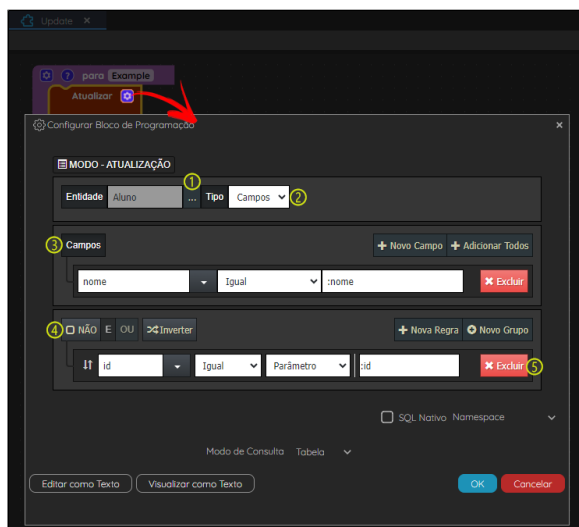 Update ×
? para Example
Atualizar
Configurar Bloco de Programação ×
MODO - ATUALIZAÇÃO
1
Entidade Aluno ... Tipo Campos 2
3 Campos + Novo Campo + Adicionar Todos
nome Igual :nome × Excluir
4 NÃO E OU Inverter + Nova Regra Novo Grupo
id Igual Parâmetro :id × Excluir 5
SQL Nativo Namespace
Modo de Consulta Tabela
Editar como Texto Visualizar como Texto OK Cancelar